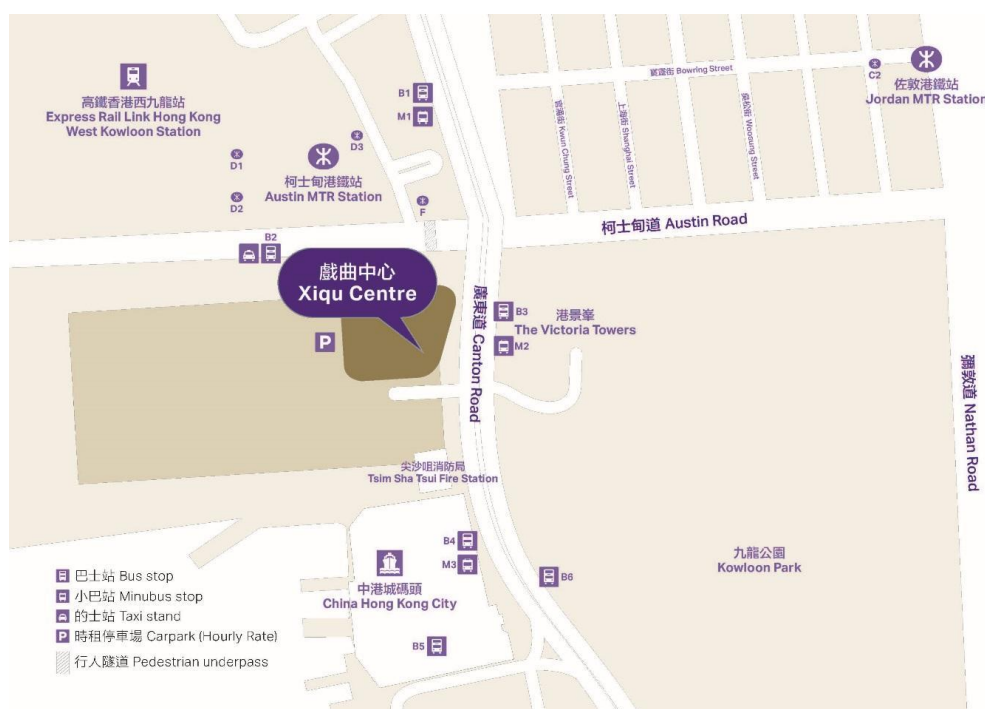 寶靈街 Bowring Street
C2
佐敦港鐵站
Jordan MTR Station
高鐵香港西九龍站
Express Rail Link Hong Kong
West Kowloon Station
B1
M1
官涌街 Kwun Chung Street
上海街 Shanghai Street
吳松街 Woosung Street
D3
D1
柯士甸港鐵站
Austin MTR Station
D2
F
柯士甸道 Austin Road
B2
戲曲中心
Xiqu Centre
廣東道 Canton Road
B3
港景峯
The Victoria Towers
M2
P
彌敦道 Nathan Road
尖沙咀消防局
Tsim Sha Tsui Fire Station
B4
M3
中港城碼頭
China Hong Kong City
B6
九龍公園
Kowloon Park
B5
巴士站 Bus stop
小巴站 Minubus stop
的士站 Taxi stand
P 時租停車場 Carpark (Hourly Rate)
行人隧道 Pedestrian underpass